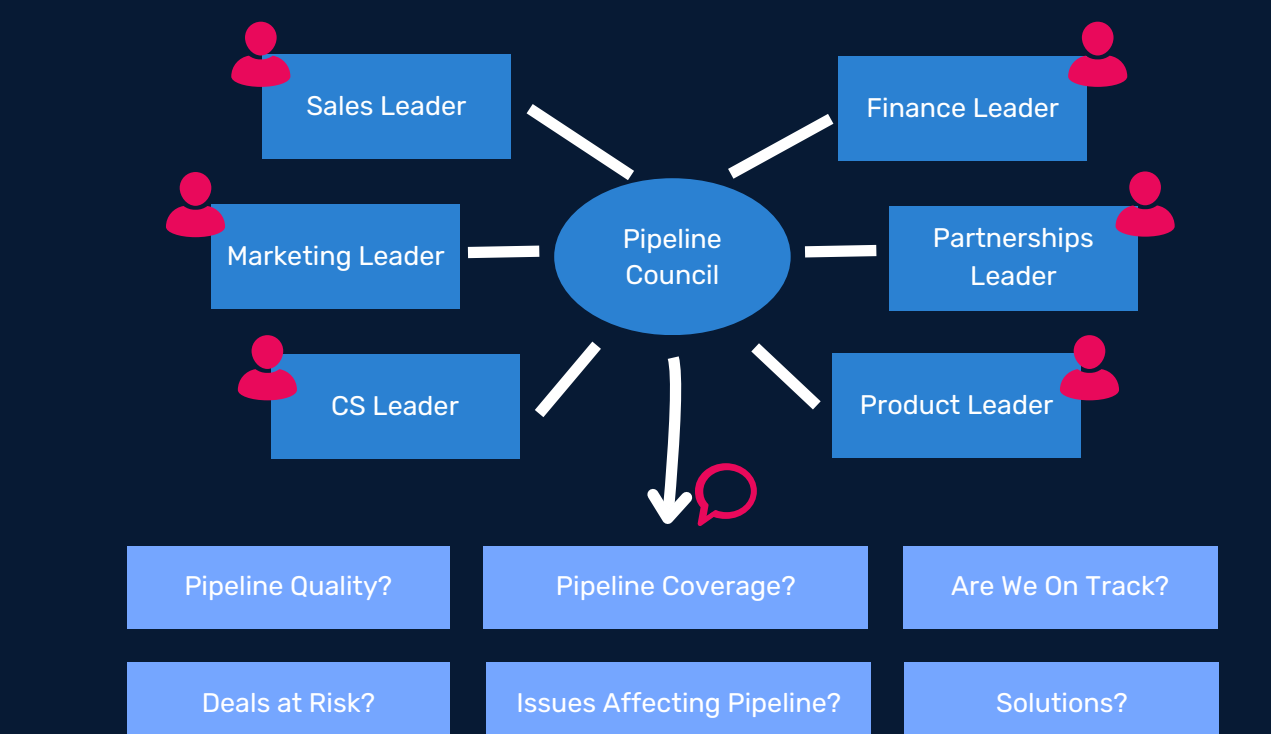 Sales Leader
Finance Leader
Marketing Leader
Pipeline
Council
Partnerships
Leader
CS Leader
Product Leader
Pipeline Quality?
Pipeline Coverage?
Are We On Track?
Deals at Risk?
Issues Affecting Pipeline?
Solutions?